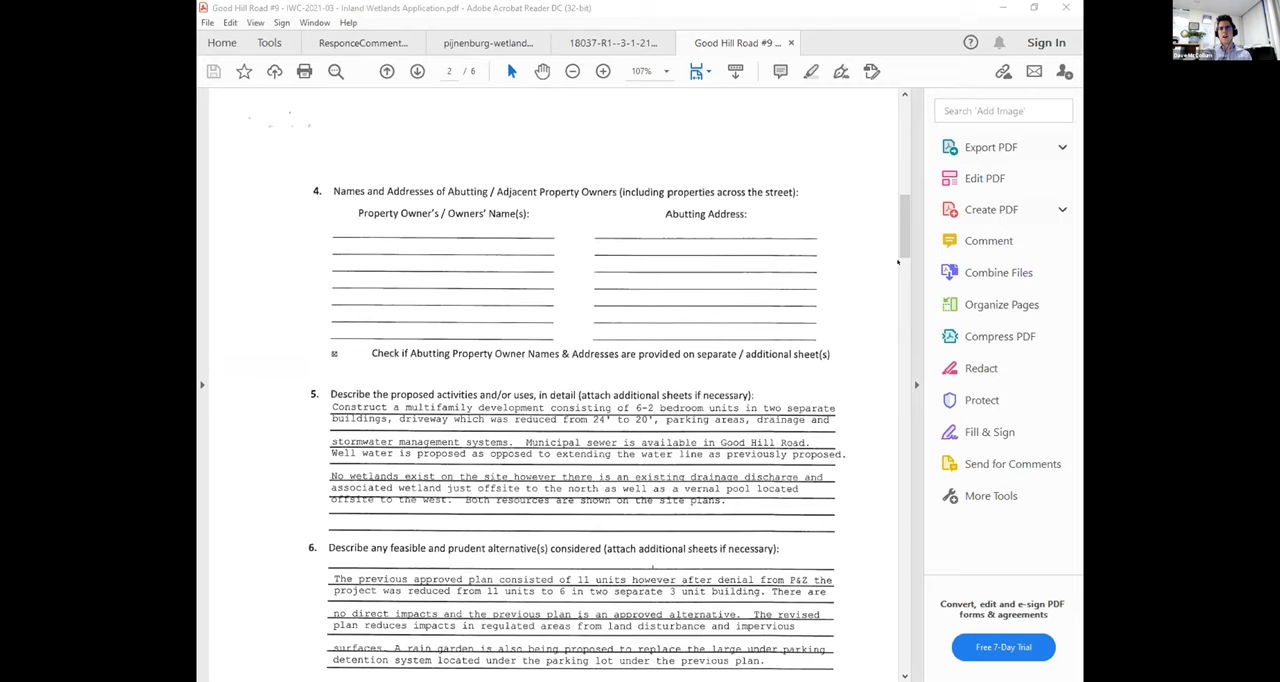 Good Hill Road #9 - IWC-2021-03 - Inland Wetlands Application.pdf - Adobe Acrobat Reader DC (32-bit)
File Edit View Sign Window Help
Home Tools ResponceComment... pijnenburg-wetland... 18037-R1--3-1-21... Good Hill Road #9 ... × Sign In
2 / 6 107%
Dave McCollum
Search 'Add Image'
Export PDF
Edit PDF
Create PDF
Comment
Combine Files
Organize Pages
Compress PDF
Redact
Protect
Fill & Sign
Send for Comments
More Tools
Convert, edit and e-sign PDF
forms & agreements
Free 7-Day Trial
4. Names and Addresses of Abutting / Adjacent Property Owners (including properties across the street):
Property Owner's / Owners' Name(s): Abutting Address:
Check if Abutting Property Owner Names & Addresses are provided on separate / additional sheet(s)
5. Describe the proposed activities and/or uses, in detail (attach additional sheets if necessary):
Construct a multifamily development consisting of 6-2 bedroom units in two separate
buildings, driveway which was reduced from 24' to 20', parking areas, drainage and
stormwater management systems. Municipal sewer is available in Good Hill Road.
Well water is proposed as opposed to extending the water line as previously proposed.
No wetlands exist on the site however there is an existing drainage discharge and
associated wetland just offsite to the north as well as a vernal pool located
offsite to the west. Both resources are shown on the site plans.
6. Describe any feasible and prudent alternative(s) considered (attach additional sheets if necessary):
The previous approved plan consisted of 11 units however after denial from P&Z the
project was reduced from 11 units to 6 in two separate 3 unit building. There are
no direct impacts and the previous plan is an approved alternative. The revised
plan reduces impacts in regulated areas from land disturbance and impervious
surfaces. A rain garden is also being proposed to replace the large under parking
detention system located under the parking lot under the previous plan.